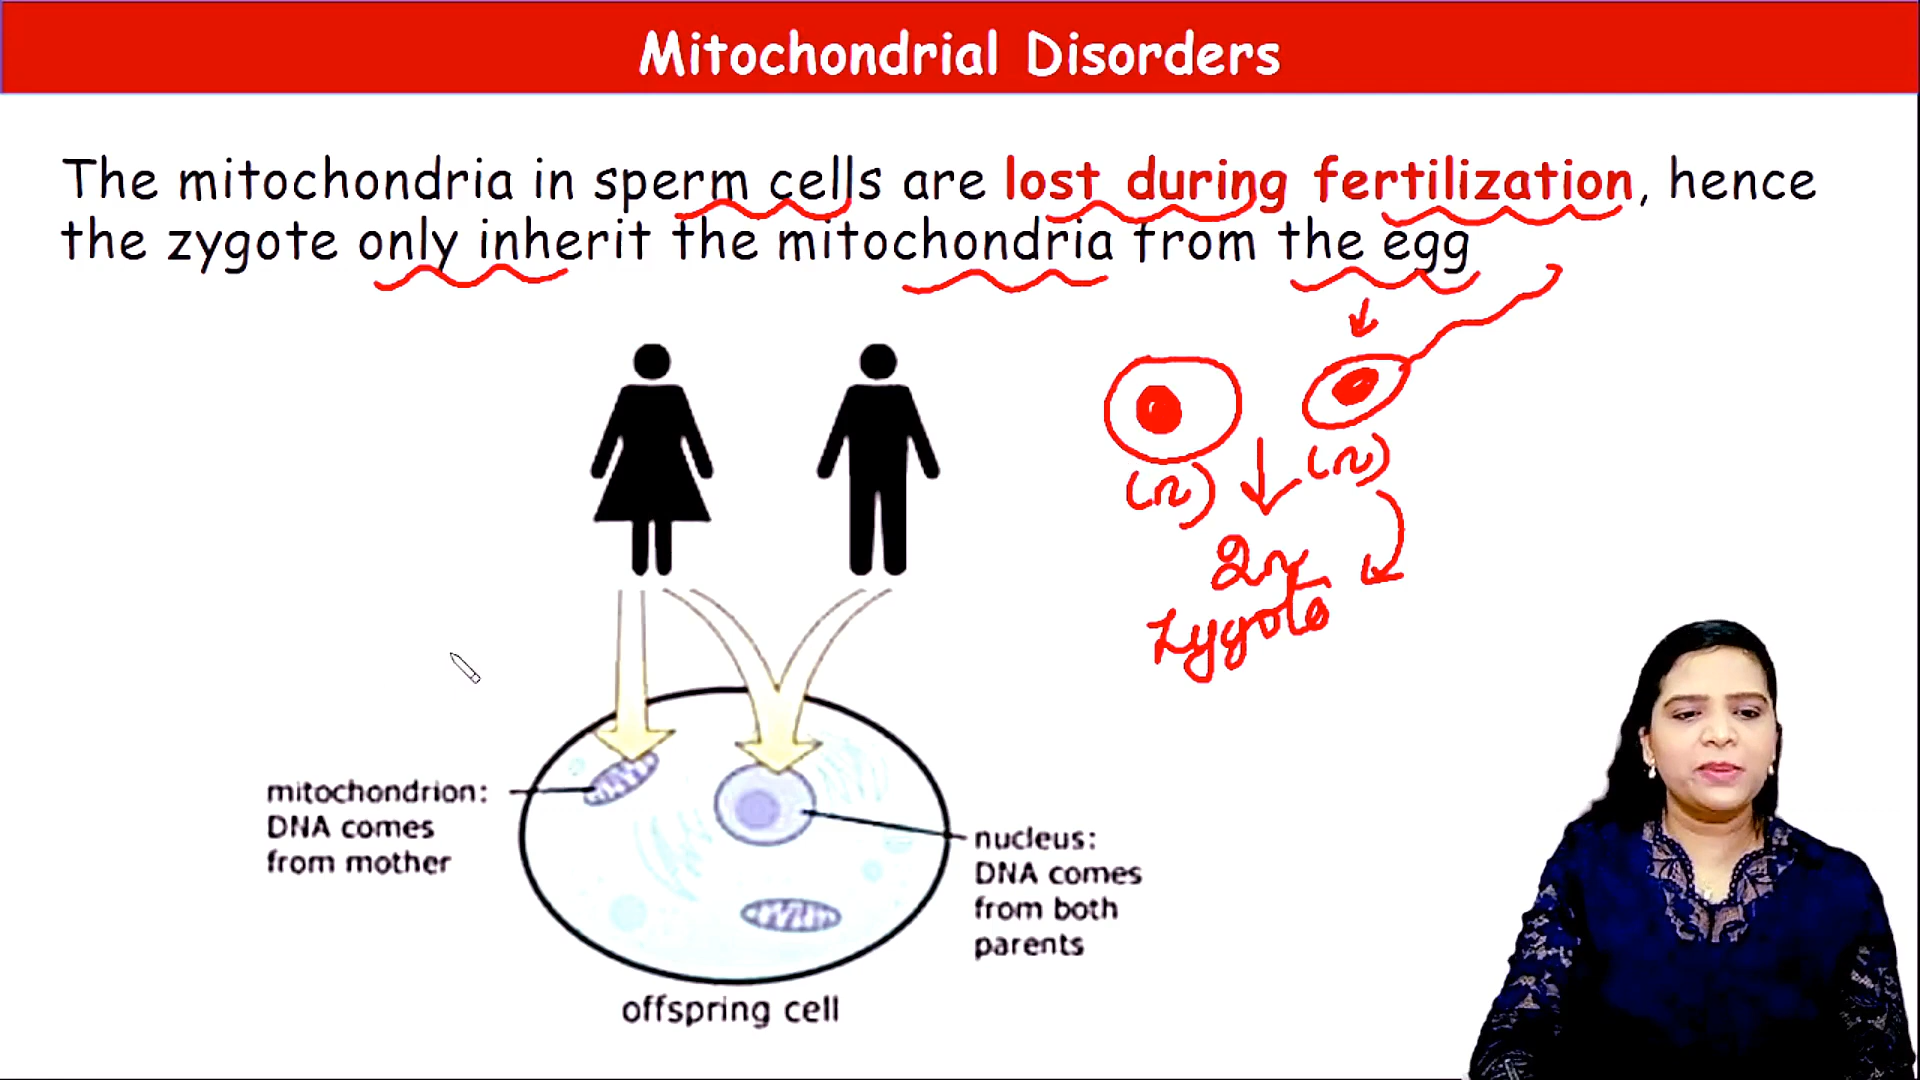 Mitochondrial Disorders
The mitochondria in sperm cells are lost during fertilization, hence
the zygote only inherit the mitochondria from the egg
(n)
(n)
2n
Zygote
mitochondrion:
DNA comes
from mother
nucleus:
DNA comes
from both
parents
offspring cell